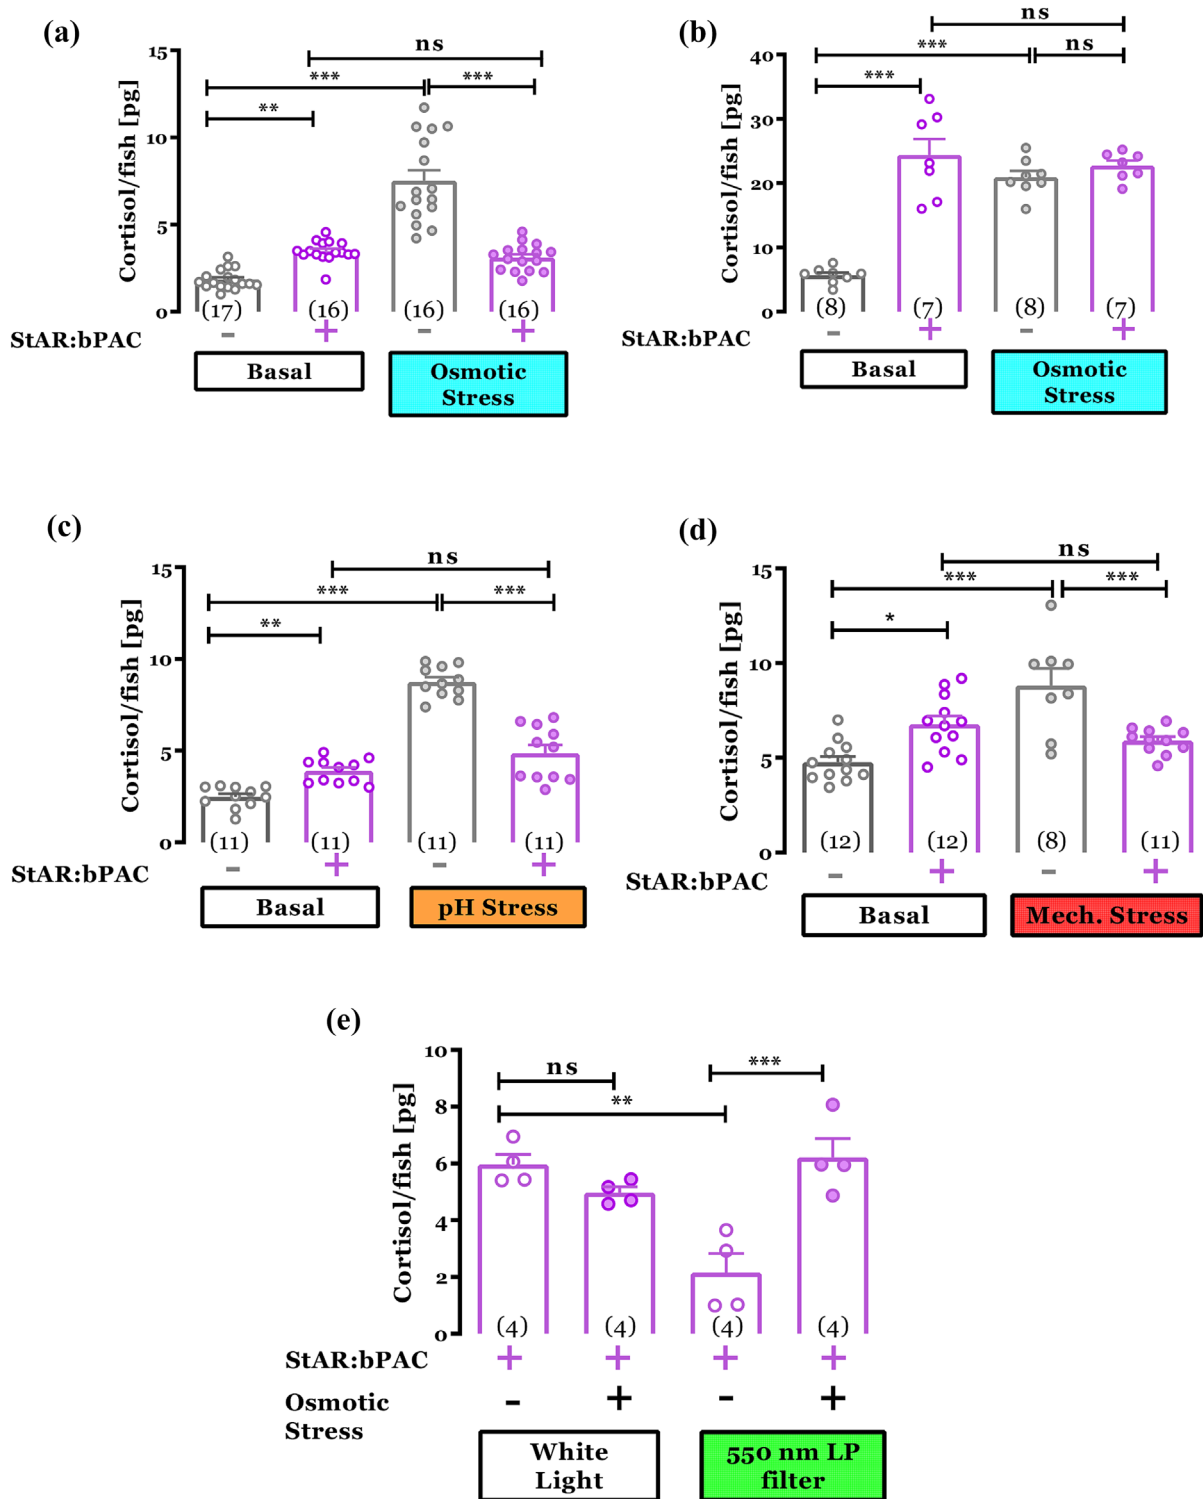 (a)
Cortisol/fish [pg]
15
10
5
0
ns
***
***
**
(17) (16) (16) (16)
StAR:bPAC - + - +
Basal
Osmotic
Stress
(b)
Cortisol/fish [pg]
40
30
20
10
0
ns
***
ns
***
(8) (7) (8) (7)
StAR:bPAC - + - +
Basal
Osmotic
Stress
(c)
Cortisol/fish [pg]
15
10
5
0
ns
***
***
**
(11) (11) (11) (11)
StAR:bPAC - + - +
Basal
pH Stress
(d)
Cortisol/fish [pg]
15
10
5
0
ns
***
***
*
(12) (12) (8) (11)
StAR:bPAC - + - +
Basal
Mech. Stress
(e)
Cortisol/fish [pg]
10
8
6
4
2
0
ns
***
**
(4) (4) (4) (4)
StAR:bPAC + + + +
Osmotic - + - +
Stress
White
Light
550 nm LP
filter